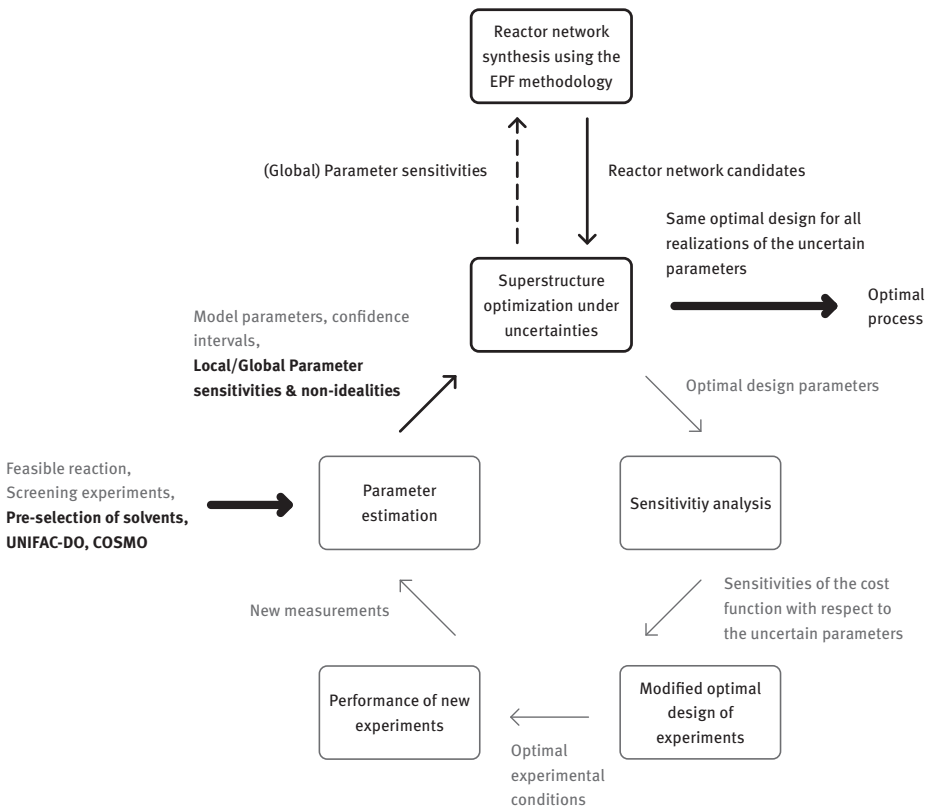 Reactor network
synthesis using the
EPF methodology
(Global) Parameter sensitivities
Reactor network candidates
Same optimal design for all
realizations of the uncertain
parameters
Superstructure
optimization under
uncertainties
Optimal
process
Model parameters, confidence
intervals,
Local/Global Parameter
sensitivities & non-idealities
Optimal design parameters
Feasible reaction,
Screening experiments,
Pre-selection of solvents,
UNIFAC-DO, COSMO
Parameter
estimation
Sensitivitiy analysis
New measurements
Sensitivities of the cost
function with respect to
the uncertain parameters
Performance of new
experiments
Modified optimal
design of
experiments
Optimal
experimental
conditions